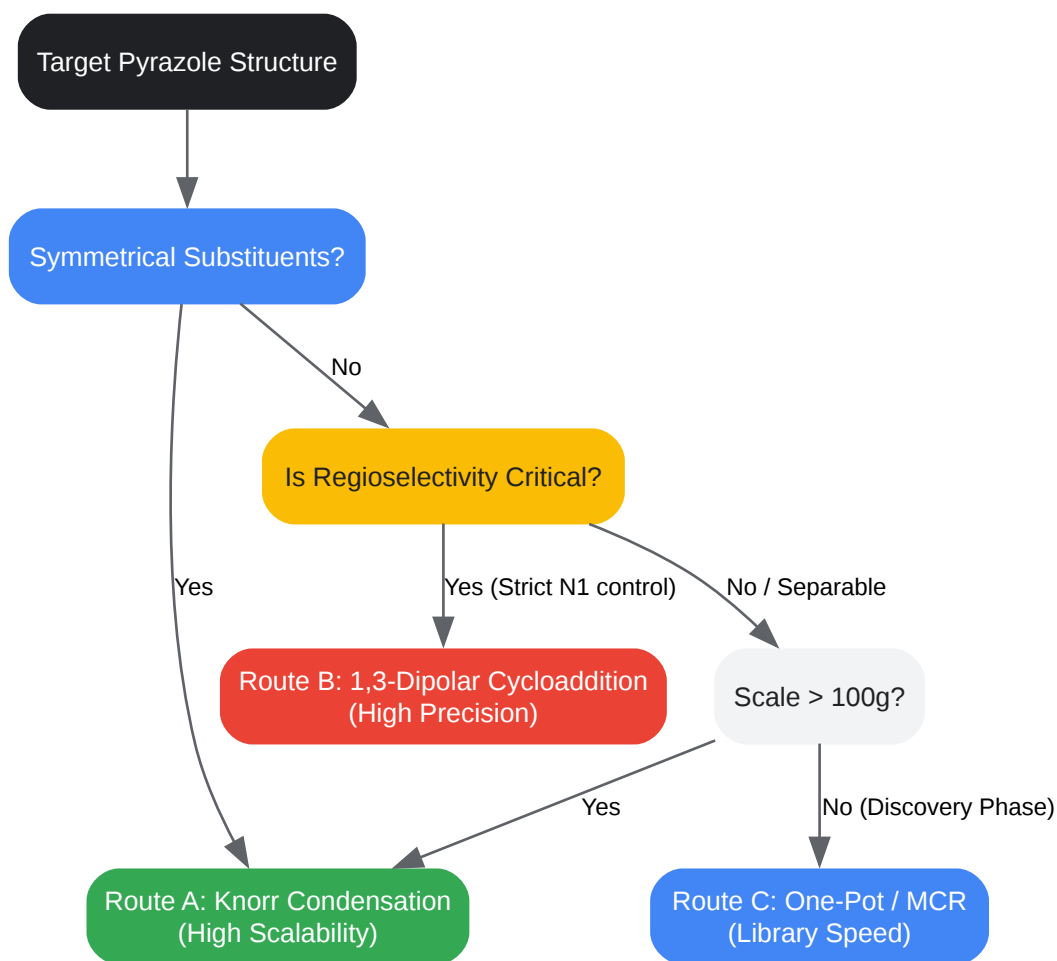 Target Pyrazole Structure
Symmetrical Substituents?
No
Is Regioselectivity Critical?
Yes
Yes (Strict N1 control)
No / Separable
Route B: 1,3-Dipolar Cycloaddition
(High Precision)
Scale > 100g?
Yes
No (Discovery Phase)
Route A: Knorr Condensation
(High Scalability)
Route C: One-Pot / MCR
(Library Speed)